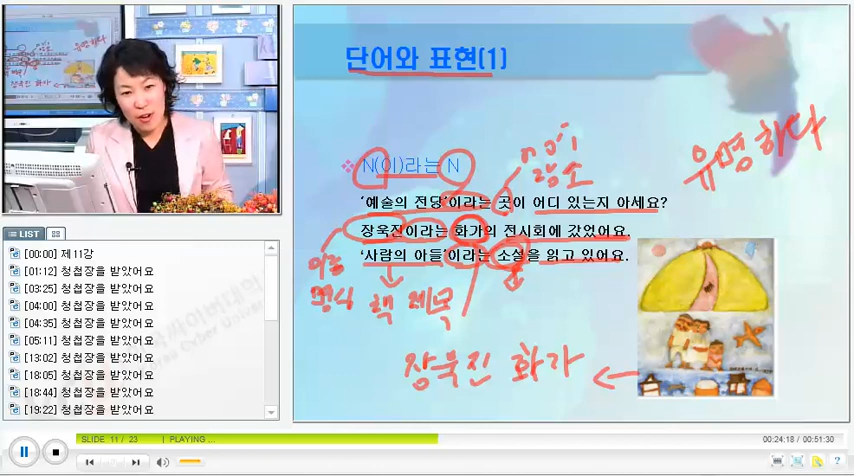 단어와 표현(1)
유명하다
N(이)라는 N
장소
'예술의 전당'이라는 곳이 어디 있는지 아세요?
장욱진이라는 화가의 전시회에 갔었어요.
'사람의 아들'이라는 소설을 읽고 있어요.
이름
명식
책 제목
장욱진 화가
LIST
[00:00] 제11강
[01:12] 청첩장을 받았어요
[03:25] 청첩장을 받았어요
[04:00] 청첩장을 받았어요
[04:35] 청첩장을 받았어요
[05:11] 청첩장을 받았어요
[13:02] 청첩장을 받았어요
[18:05] 청첩장을 받았어요
[18:44] 청첩장을 받았어요
[19:22] 청첩장을 받았어요
SLIDE 11 / 23 | PLAYING ...
00:24:18 / 00:51:30